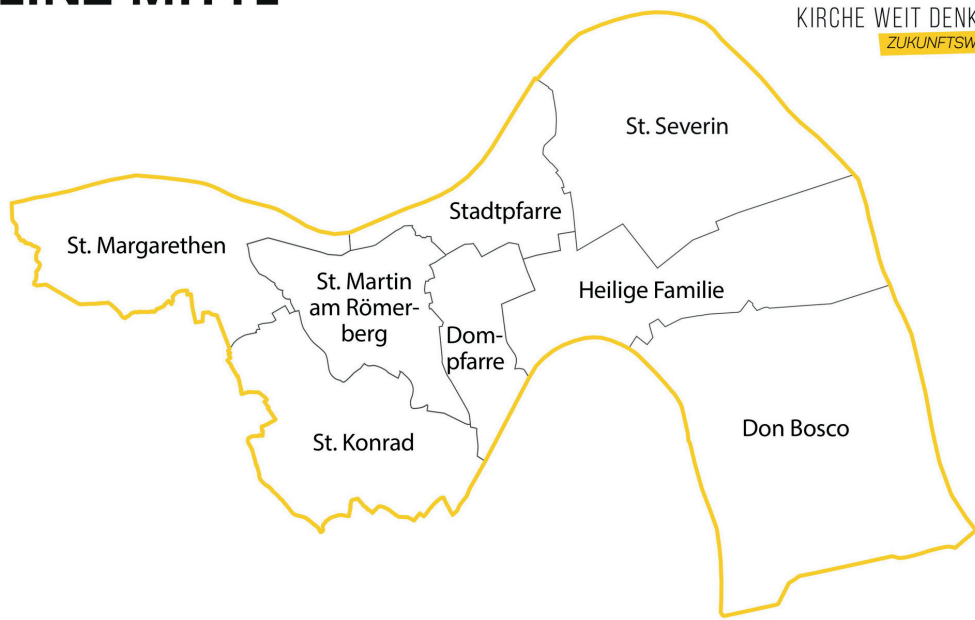 KIRCHE WEIT DENK
ZUKUNFTSW
St. Severin
Stadtpfarre
St. Margarethen
St. Martin
am Römer-
berg
Heilige Familie
Dom-
pfarre
Don Bosco
St. Konrad